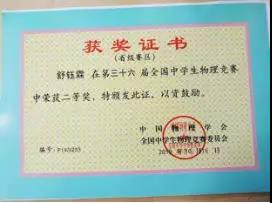 获奖证书
(省级赛区)
舒钰霖 在第三十六 届全国中学生物理竞赛
中荣获二等奖,特颁发此证,以资鼓励。
中国物理学会
全国中学生物理竞赛委员会
编号: